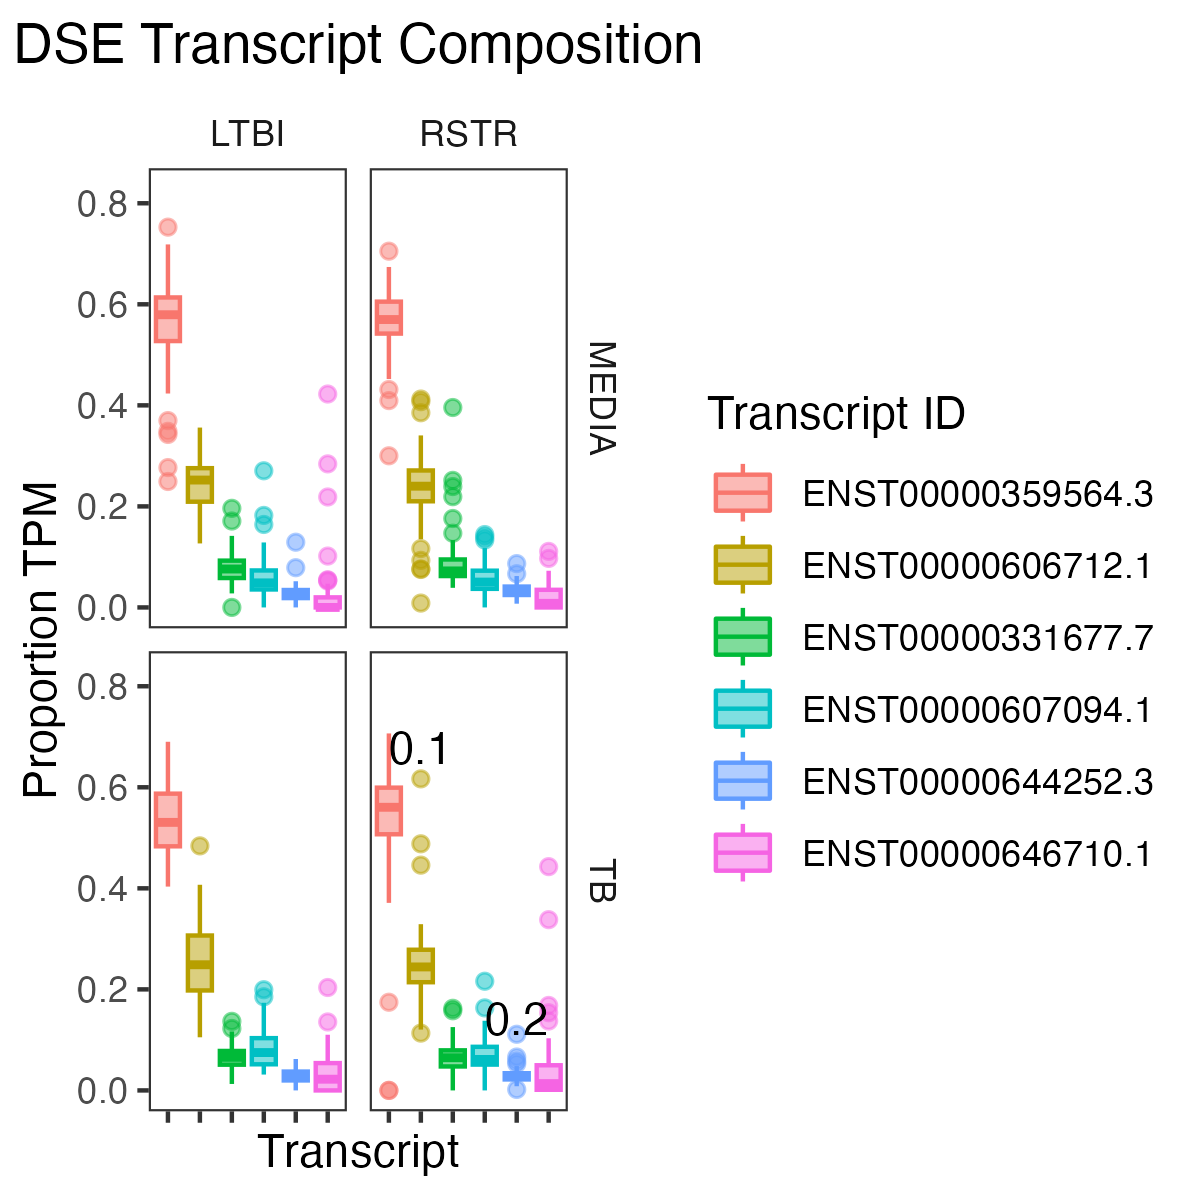 DSE Transcript Composition
LTBI
RSTR
Proportion TPM
0.8
0.6
0.4
0.2
0.0
MEDIA
0.8
0.6
0.4
0.2
0.0
0.1
0.2
TB
Transcript
Transcript ID
ENST00000359564.3
ENST00000606712.1
ENST00000331677.7
ENST00000607094.1
ENST00000644252.3
ENST00000646710.1